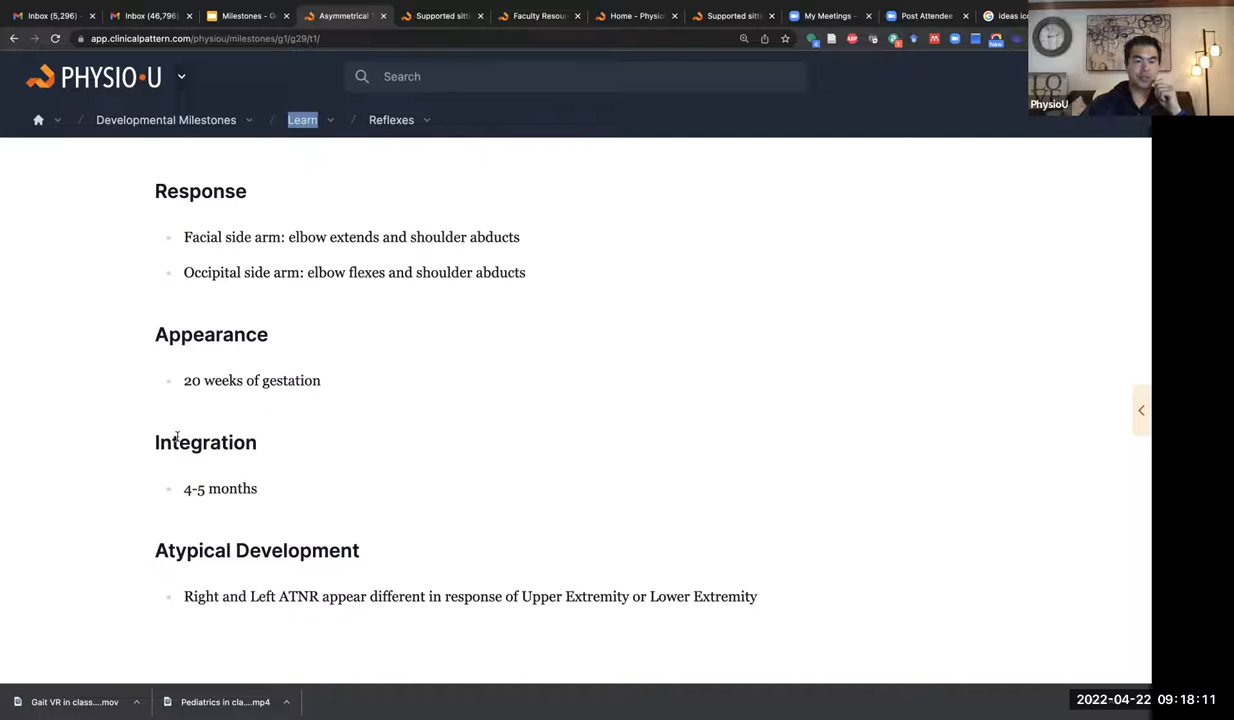 Inbox (5,296) -
Inbox (46,796)
Milestones - G
Asymmetrical T
Supported sitt
Faculty Resour
Home - Physio
Supported sitt
My Meetings -
Post Attendee
ideas ico
app.clinicalpattern.com/physiou/milestones/g1/g29/t1/
New
PHYSIO·U
Search
PhysioU
Developmental Milestones / Learn / Reflexes
Response
Facial side arm: elbow extends and shoulder abducts
Occipital side arm: elbow flexes and shoulder abducts
Appearance
20 weeks of gestation
Integration
4-5 months
Atypical Development
Right and Left ATNR appear different in response of Upper Extremity or Lower Extremity
Gait VR in class....mov
Pediatrics in cla....mp4
2022-04-22 09:18:11